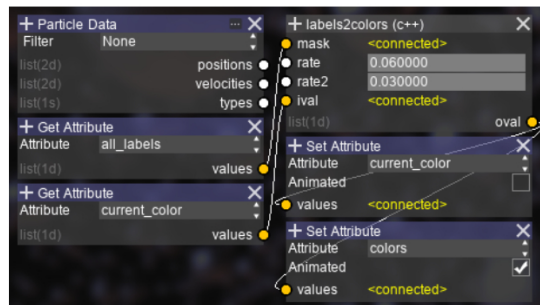 Particle Data
Filter None
list(2d) positions
list(2d) velocities
list(1s) types
Get Attribute
Attribute all_labels
list(1d) values
Get Attribute
Attribute current_color
list(1d) values
labels2colors (c++)
mask <connected>
rate 0.060000
rate2 0.030000
ival <connected>
list(1d) oval
Set Attribute
Attribute current_color
Animated
values <connected>
Set Attribute
Attribute colors
Animated
values <connected>